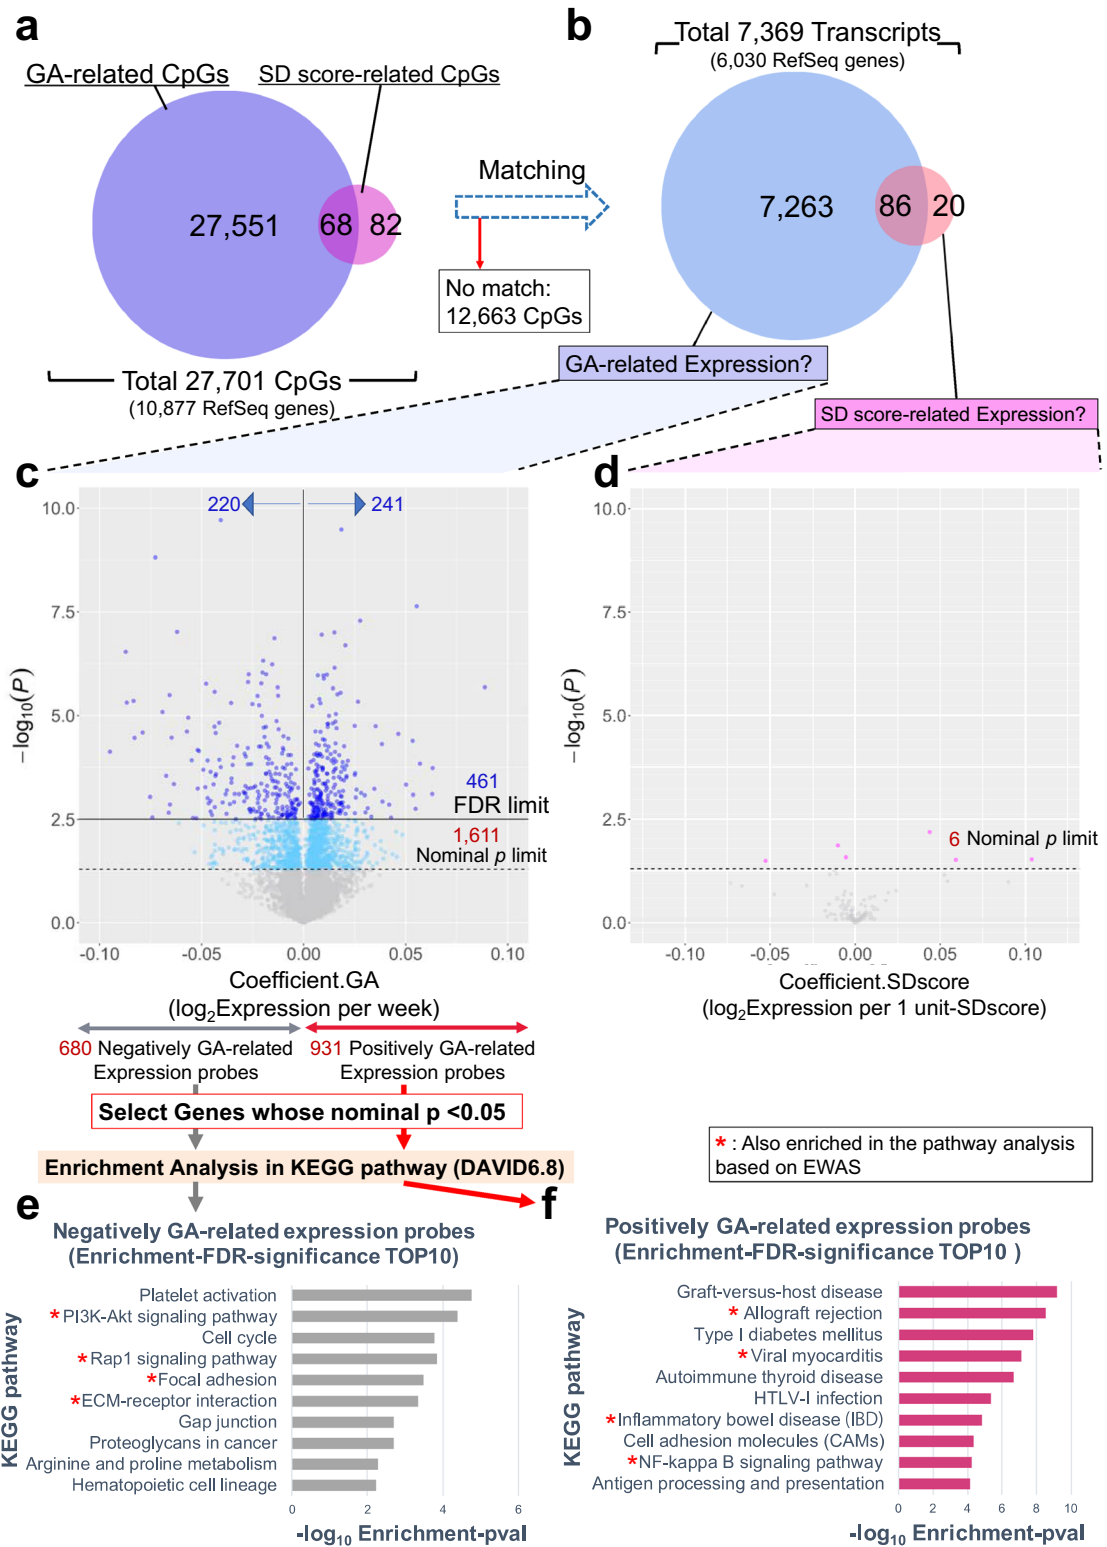 a
GA-related CpGs
SD score-related CpGs
27,551
68
82
Total 27,701 CpGs
(10,877 RefSeq genes)
Matching
No match:
12,663 CpGs
b
Total 7,369 Transcripts
(6,030 RefSeq genes)
7,263
86
20
GA-related Expression?
SD score-related Expression?
c
220
241
10.0
7.5
5.0
2.5
0.0
−log10(P)
461
FDR limit
1,611
Nominal p limit
-0.10
-0.05
0.00
0.05
0.10
Coefficient.GA
(log2Expression per week)
d
10.0
7.5
5.0
2.5
0.0
−log10(P)
6 Nominal p limit
-0.10
-0.05
0.00
0.05
0.10
Coefficient.SDscore
(log2Expression per 1 unit-SDscore)
680 Negatively GA-related
Expression probes
931 Positively GA-related
Expression probes
Select Genes whose nominal p <0.05
Enrichment Analysis in KEGG pathway (DAVID6.8)
* : Also enriched in the pathway analysis
based on EWAS
e
Negatively GA-related expression probes
(Enrichment-FDR-significance TOP10)
KEGG pathway
Platelet activation
*PI3K-Akt signaling pathway
Cell cycle
*Rap1 signaling pathway
*Focal adhesion
*ECM-receptor interaction
Gap junction
Proteoglycans in cancer
Arginine and proline metabolism
Hematopoietic cell lineage
0
2
4
6
-log10 Enrichment-pval
f
Positively GA-related expression probes
(Enrichment-FDR-significance TOP10 )
KEGG pathway
Graft-versus-host disease
* Allograft rejection
Type I diabetes mellitus
*Viral myocarditis
Autoimmune thyroid disease
HTLV-I infection
*Inflammatory bowel disease (IBD)
Cell adhesion molecules (CAMs)
*NF-kappa B signaling pathway
Antigen processing and presentation
0
2
4
6
8
10
-log10 Enrichment-pval